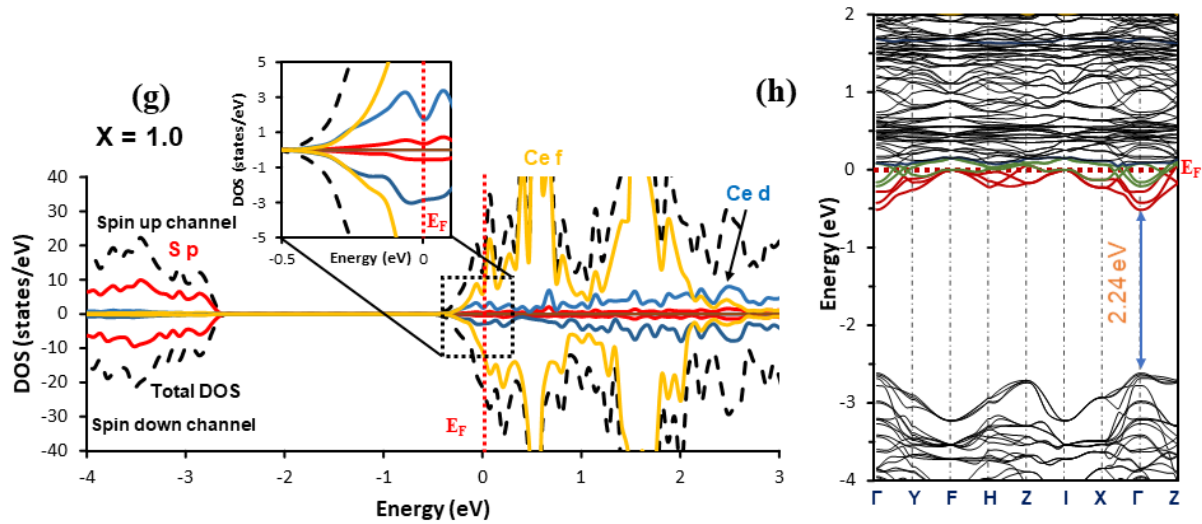 (g)
X = 1.0
DOS (states/eV)
5
3
1
-1
-3
-5
-0.5
Energy (eV)
0
E_F
Ce f
Ce d
40
30
20
10
0
-10
-20
-30
-40
DOS (states/eV)
Spin up channel
S p
Total DOS
Spin down channel
E_F
-4
-3
-2
-1
0
1
2
3
Energy (eV)
(h)
2
1
0
-1
-2
-3
-4
Energy (eV)
E_F
2.24 eV
Γ Y F H Z I X Γ Z